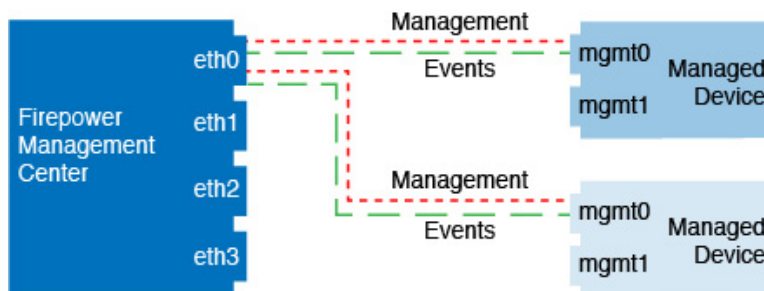 Management
eth0
mgmt0
Managed
Device
Events
mgmt1
Firepower
Management
Center
eth1
eth2
Management
mgmt0
Managed
Device
Events
eth3
mgmt1